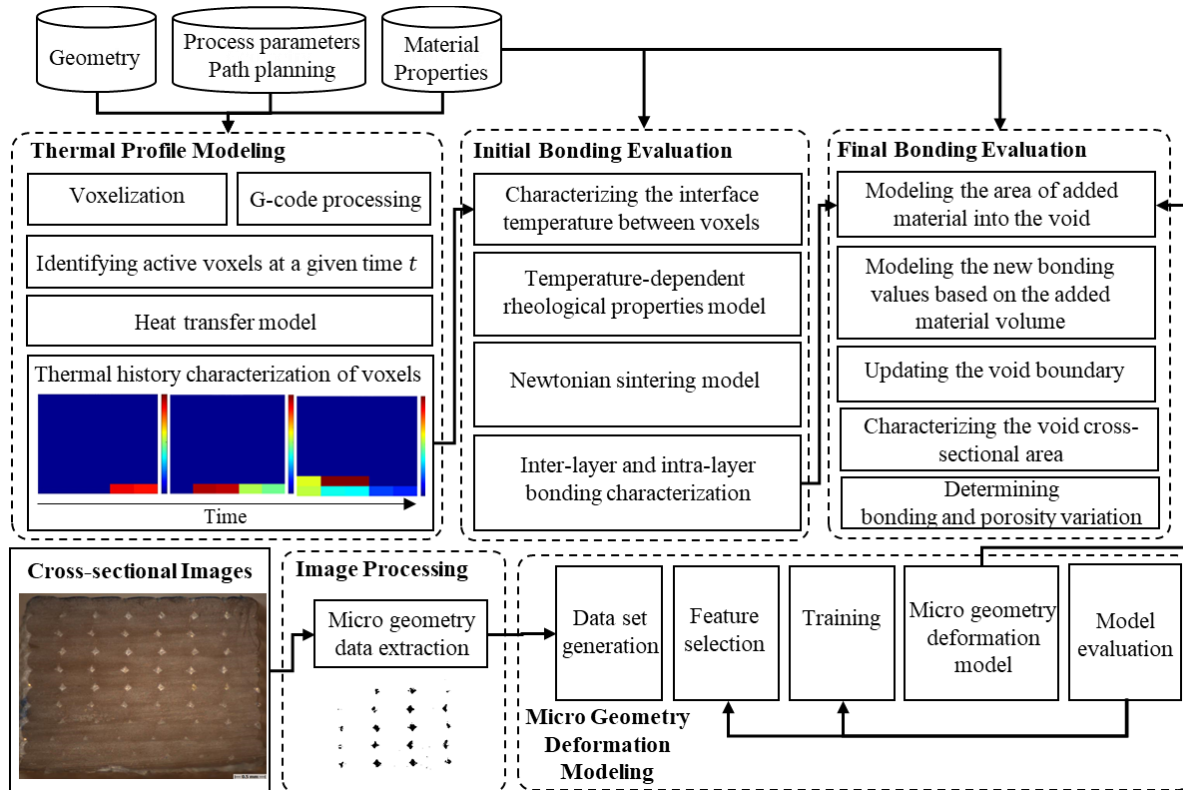 Geometry
Process parameters
Path planning
Material
Properties
Thermal Profile Modeling
Voxelization
G-code processing
Identifying active voxels at a given time t
Heat transfer model
Thermal history characterization of voxels
Time
Initial Bonding Evaluation
Characterizing the interface
temperature between voxels
Temperature-dependent
rheological properties model
Newtonian sintering model
Inter-layer and intra-layer
bonding characterization
Final Bonding Evaluation
Modeling the area of added
material into the void
Modeling the new bonding
values based on the added
material volume
Updating the void boundary
Characterizing the void cross-
sectional area
Determining
bonding and porosity variation
Cross-sectional Images
Image Processing
Micro geometry
data extraction
Data set
generation
Feature
selection
Training
Micro geometry
deformation
model
Model
evaluation
Micro Geometry
Deformation
Modeling